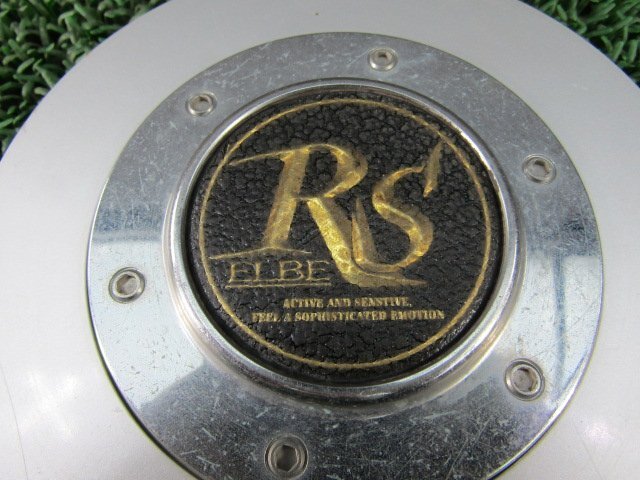 RS
ELBE
ACTIVE AND SENSTIVE,
FEEL A SOPHISTICATED EMOTION